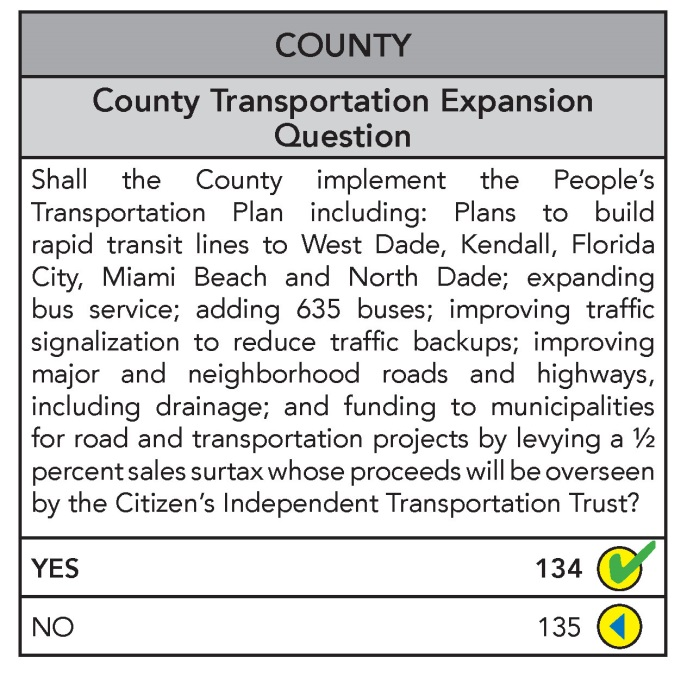 COUNTY
County Transportation Expansion
Question
Shall the County implement the People's
Transportation Plan including: Plans to build
rapid transit lines to West Dade, Kendall, Florida
City, Miami Beach and North Dade; expanding
bus service; adding 635 buses; improving traffic
signalization to reduce traffic backups; improving
major and neighborhood roads and highways,
including drainage; and funding to municipalities
for road and transportation projects by levying a ½
percent sales surtax whose proceeds will be overseen
by the Citizen's Independent Transportation Trust?
YES 134
NO 135